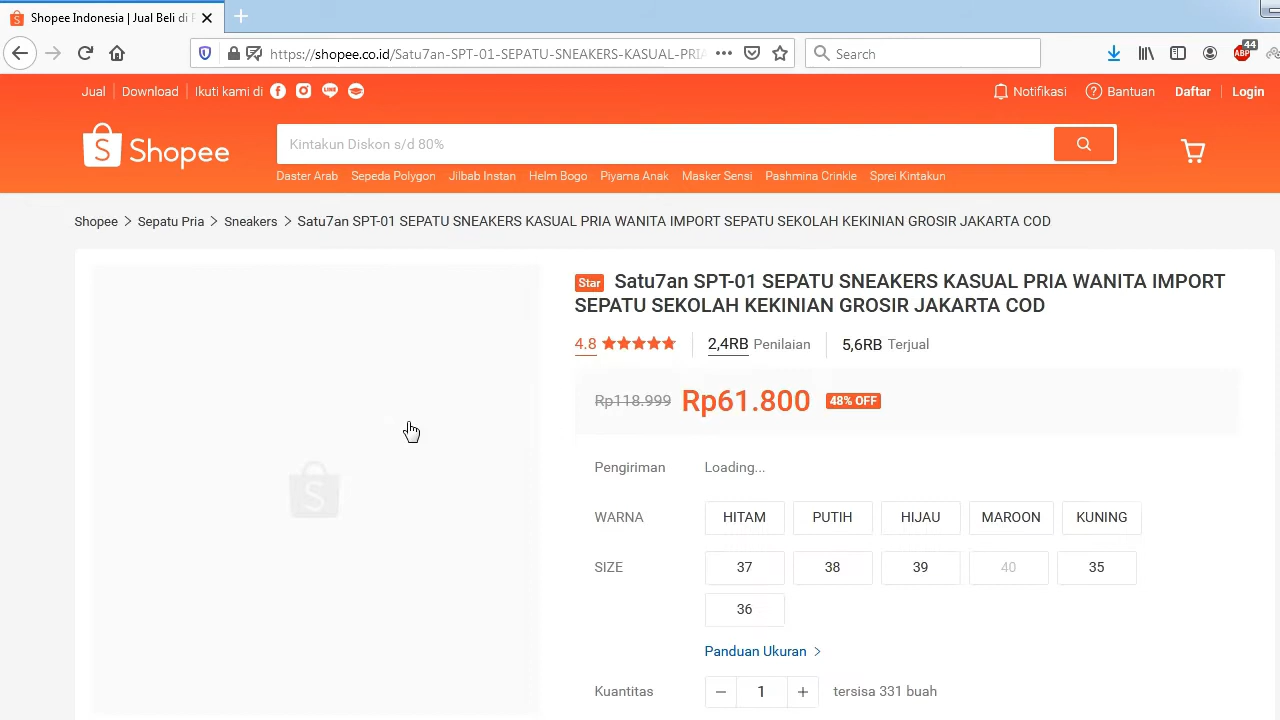 Shopee Indonesia | Jual Beli di
https://shopee.co.id/Satu7an-SPT-01-SEPATU-SNEAKERS-KASUAL-PRIA
Search
ABP
44
Jual
Download
Ikuti kami di
Notifikasi
Bantuan
Daftar
Login
Shopee
Kintakun Diskon s/d 80%
Daster Arab
Sepeda Polygon
Jilbab Instan
Helm Bogo
Piyama Anak
Masker Sensi
Pashmina Crinkle
Sprei Kintakun
Shopee > Sepatu Pria > Sneakers > Satu7an SPT-01 SEPATU SNEAKERS KASUAL PRIA WANITA IMPORT SEPATU SEKOLAH KEKINIAN GROSIR JAKARTA COD
Star Satu7an SPT-01 SEPATU SNEAKERS KASUAL PRIA WANITA IMPORT
SEPATU SEKOLAH KEKINIAN GROSIR JAKARTA COD
4.8
2,4RB Penilaian
5,6RB Terjual
Rp118.999 Rp61.800 48% OFF
Pengiriman Loading...
WARNA HITAM PUTIH HIJAU MAROON KUNING
SIZE 37 38 39 40 35
36
Panduan Ukuran >
Kuantitas − 1 + tersisa 331 buah